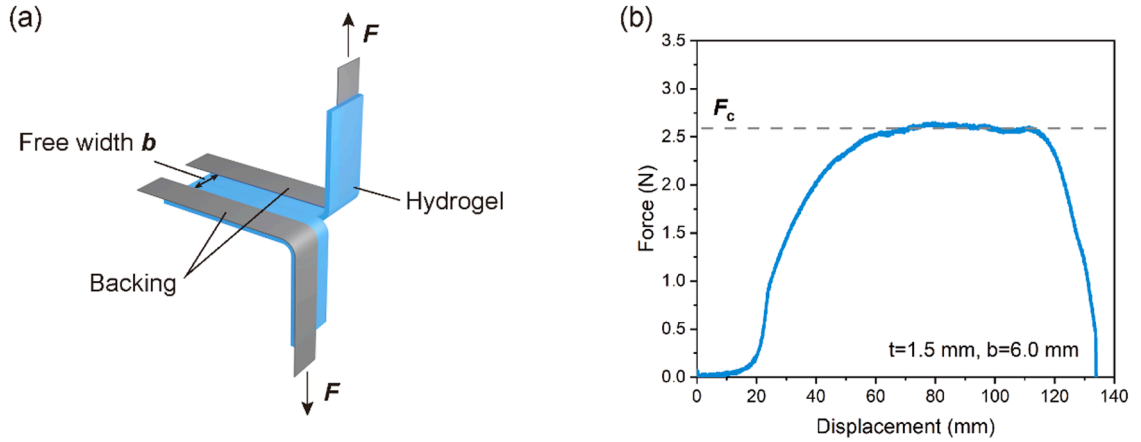 (a)
F
Free width b
Hydrogel
Backing
F
(b)
3.5
3.0
2.5
2.0
1.5
1.0
0.5
0.0
Force (N)
Fc
t=1.5 mm, b=6.0 mm
0 20 40 60 80 100 120 140
Displacement (mm)